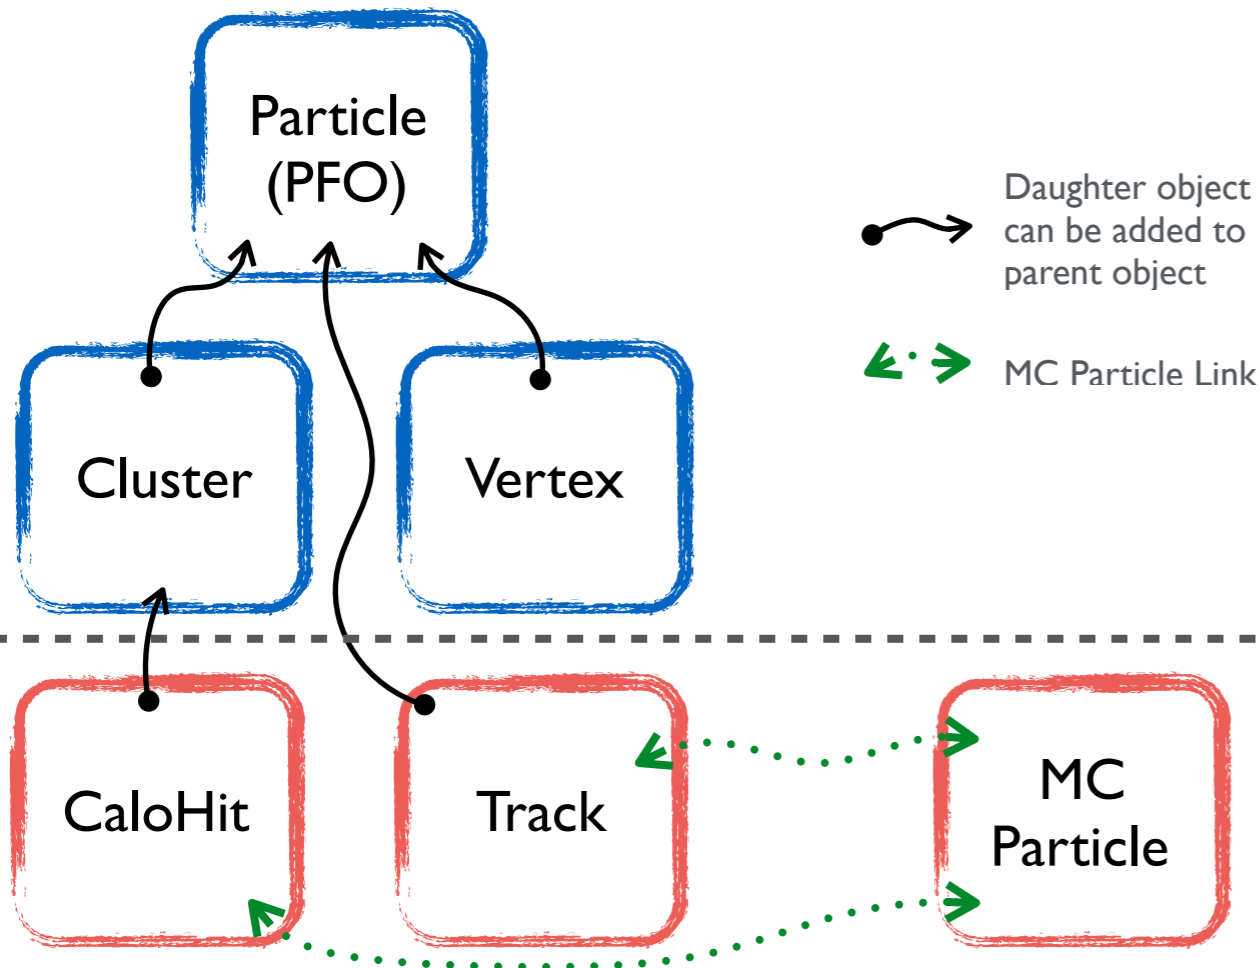 Particle
(PFO)
Daughter object
can be added to
parent object
MC Particle Link
Cluster
Vertex
CaloHit
Track
MC
Particle